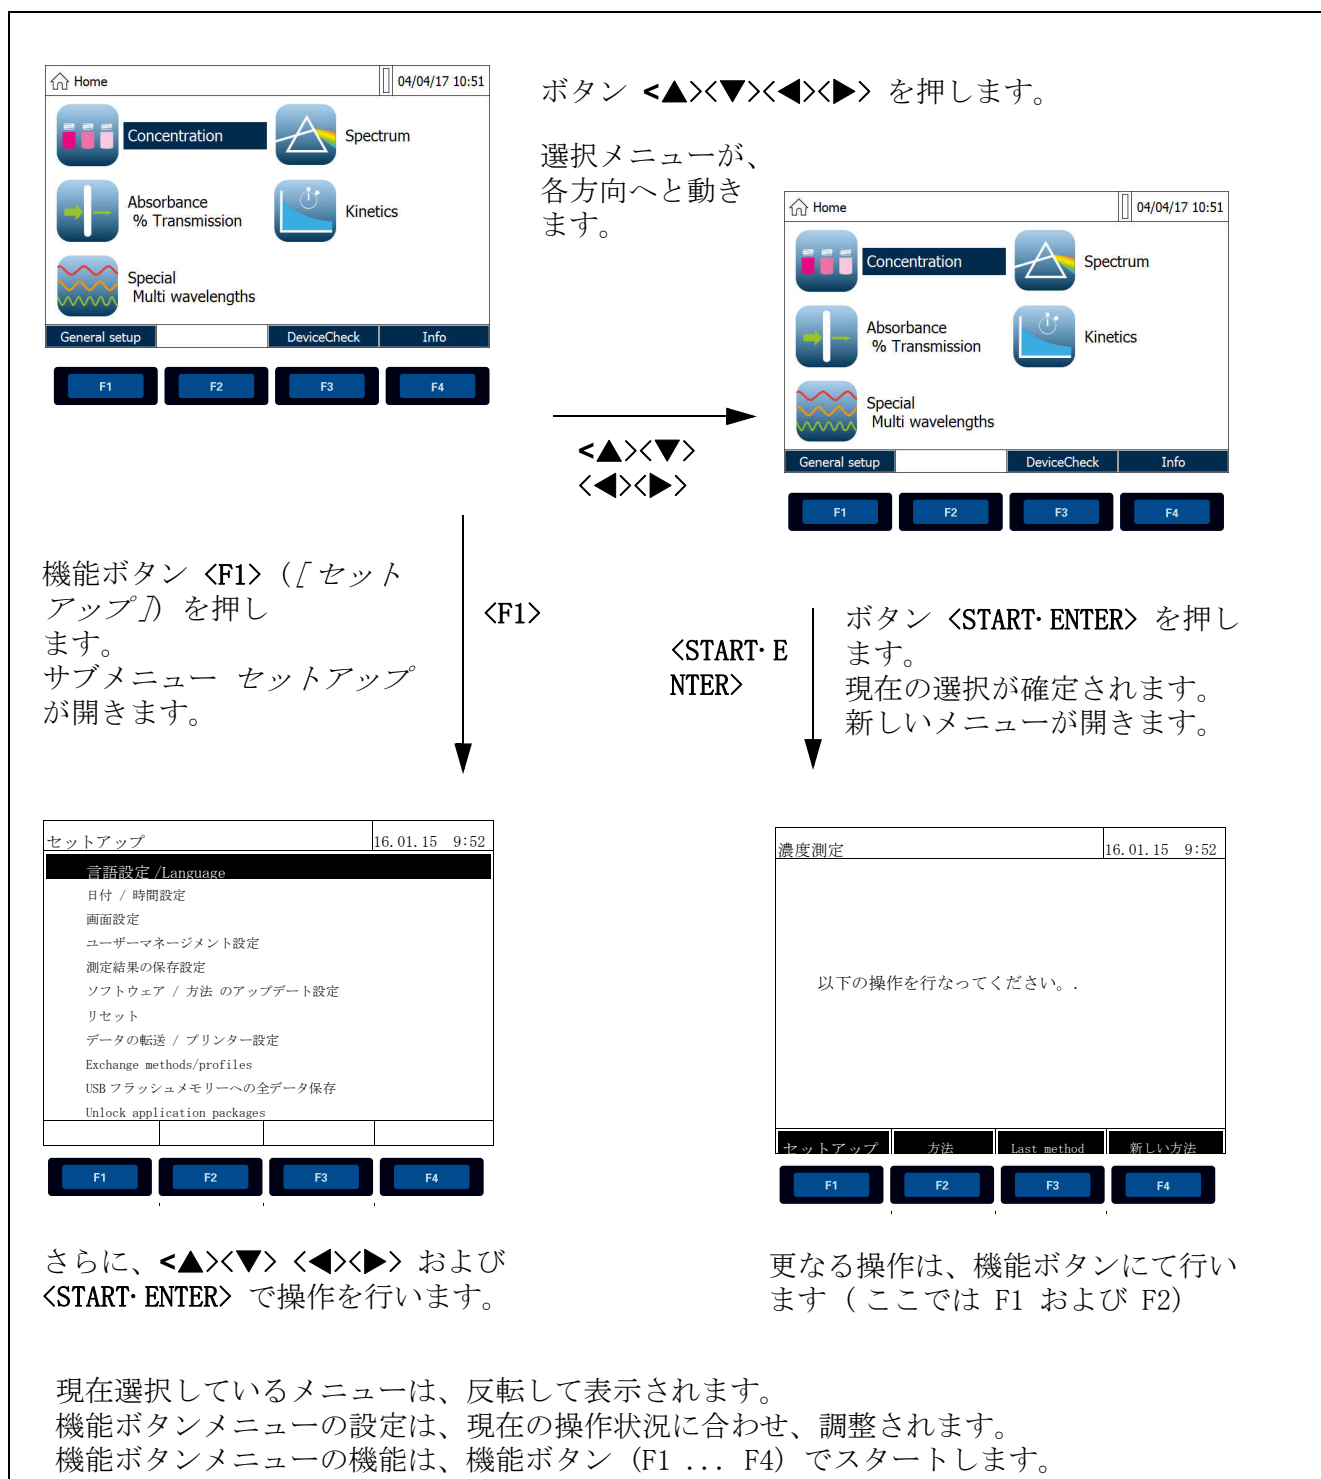 Home
04/04/17 10:51
Concentration
Spectrum
Absorbance
% Transmission
Kinetics
Special
Multi wavelengths
General setup
DeviceCheck
Info
F1
F2
F3
F4
ボタン <▲><▼><◀><▶> を押します。
選択メニューが、
各方向へと動き
ます。
Home
04/04/17 10:51
Concentration
Spectrum
Absorbance
% Transmission
Kinetics
Special
Multi wavelengths
General setup
DeviceCheck
Info
F1
F2
F3
F4
<▲><▼>
<◀><▶>
機能ボタン <F1> ([セット
アップ]) を押し
ます。
サブメニュー セットアップ
が開きます。
<F1>
<START·E
NTER>
ボタン <START·ENTER> を押し
ます。
現在の選択が確定されます。
新しいメニューが開きます。
セットアップ
16.01.15 9:52
言語設定 /Language
日付 / 時間設定
画面設定
ユーザーマネージメント設定
測定結果の保存設定
ソフトウェア / 方法 のアップデート設定
リセット
データの転送 / プリンター設定
Exchange methods/profiles
USB フラッシュメモリーへの全データ保存
Unlock application packages
F1
F2
F3
F4
濃度測定
16.01.15 9:52
以下の操作を行なってください。.
セットアップ
方法
Last method
新しい方法
F1
F2
F3
F4
さらに、<▲><▼> <◀><▶> および
<START·ENTER> で操作を行います。
更なる操作は、機能ボタンにて行い
ます ( ここでは F1 および F2)
現在選択しているメニューは、反転して表示されます。
機能ボタンメニューの設定は、現在の操作状況に合わせ、調整されます。
機能ボタンメニューの機能は、機能ボタン (F1 ... F4) でスタートします。